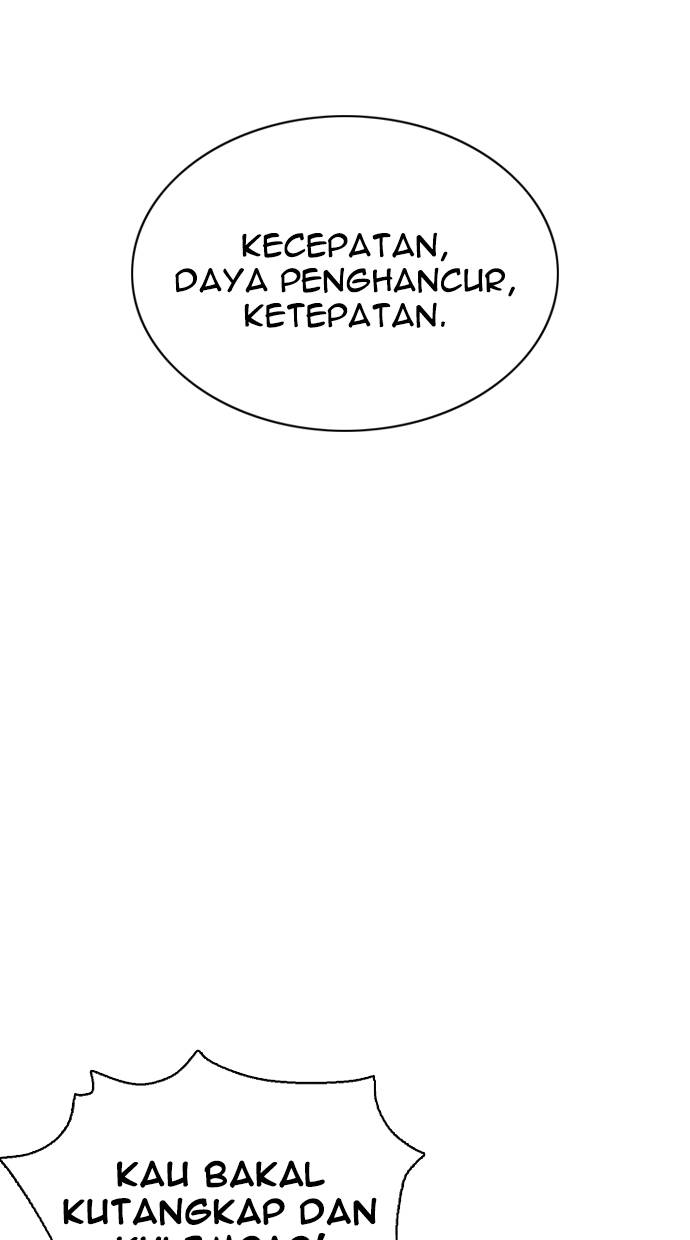 KECEPATAN,
DAYA PENGHANCUR,
KETEPATAN.
KAU BAKAL
KUTANGKAP DAN